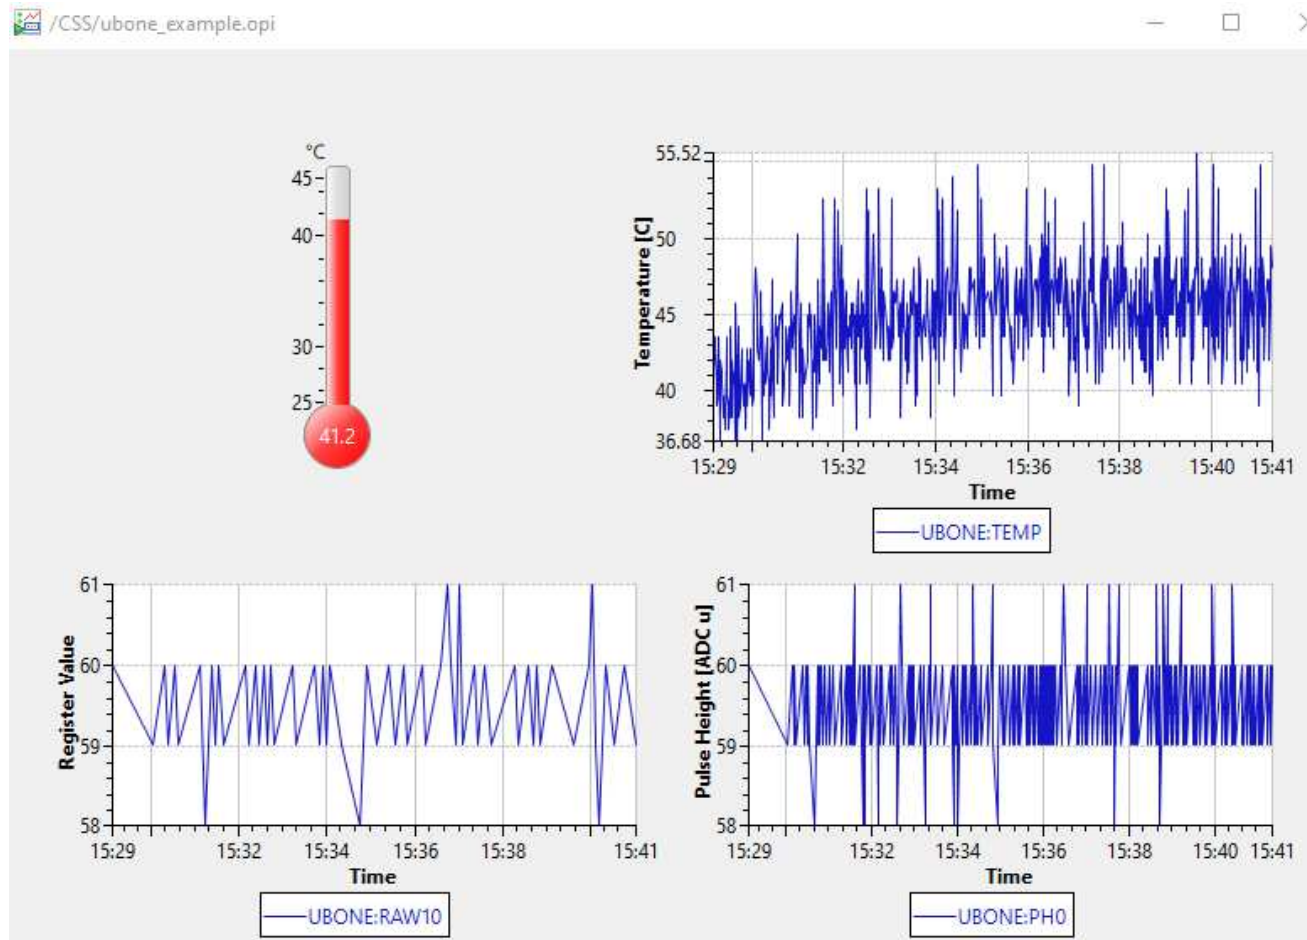 /CSS/ubone_example.opi
°C
45
40
30
25
41.2
Temperature [C]
55.52
50
45
40
36.68
15:29 15:32 15:34 15:36 15:38 15:40 15:41
Time
UBONE:TEMP
Register Value
61
60
59
58
15:29 15:32 15:34 15:36 15:38 15:41
Time
UBONE:RAW10
Pulse Height [ADC u]
61
60
59
58
15:29 15:32 15:34 15:36 15:38 15:40 15:41
Time
UBONE:PH0